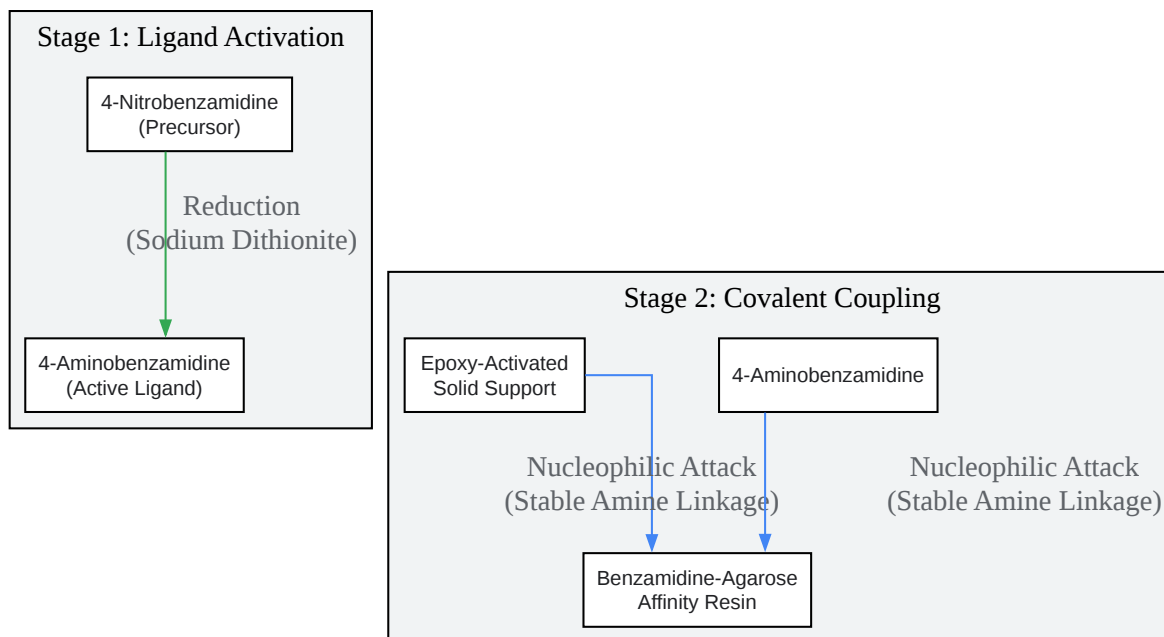 Stage 1: Ligand Activation
4-Nitrobenzamidine
(Precursor)
Reduction
(Sodium Dithionite)
4-Aminobenzamidine
(Active Ligand)
Stage 2: Covalent Coupling
Epoxy-Activated
Solid Support
4-Aminobenzamidine
Nucleophilic Attack
(Stable Amine Linkage)
Nucleophilic Attack
(Stable Amine Linkage)
Benzamidine-Agarose
Affinity Resin